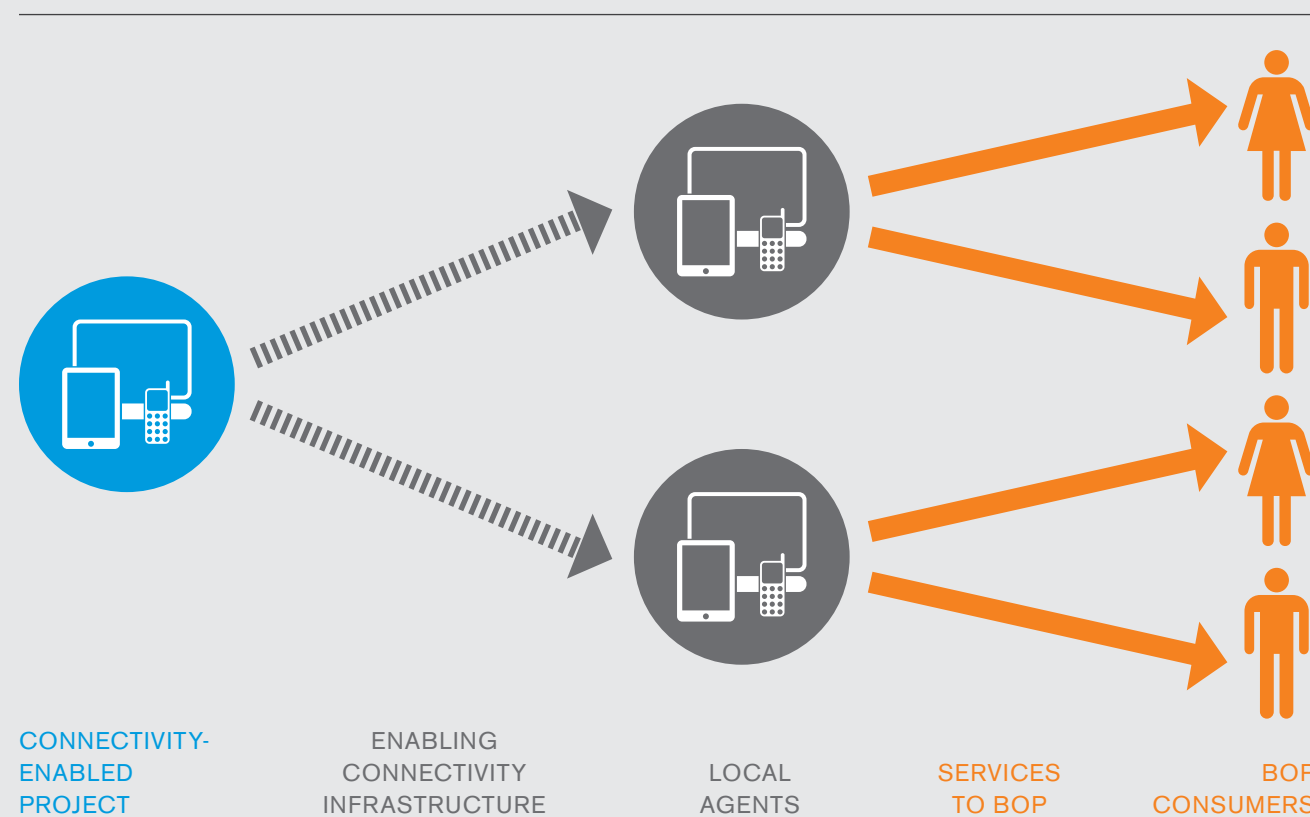 CONNECTIVITY-
ENABLED
PROJECT
ENABLING
CONNECTIVITY
INFRASTRUCTURE
LOCAL
AGENTS
SERVICES
TO BOP
BOP
CONSUMERS